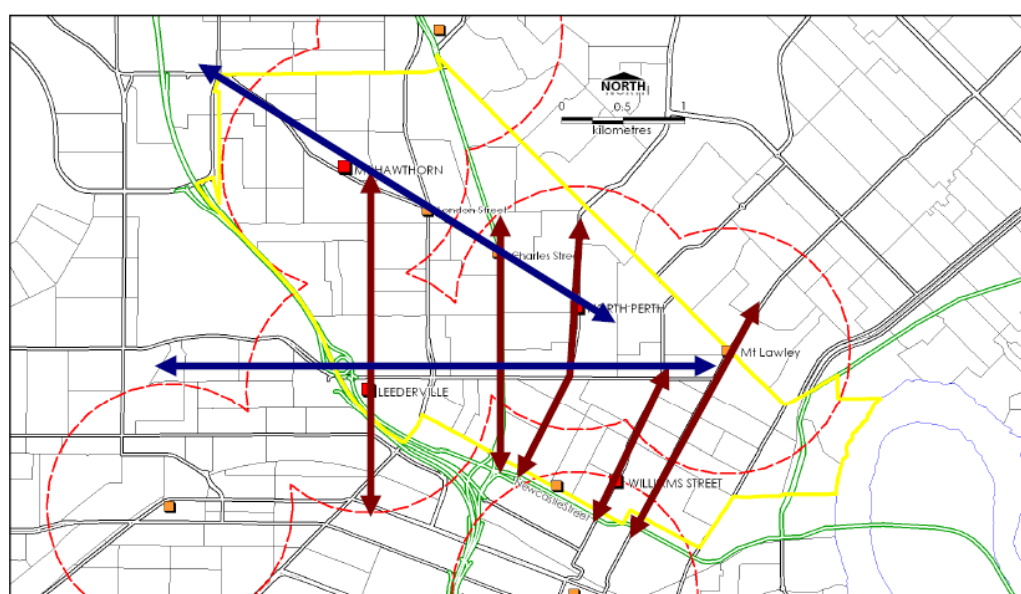 NORTH
0 0.5 1
kilometres
MT HAWTHORN
London Street
Charles Street
NORTH PERTH
Mt Lawley
LEEDERVILLE
WILLIAMS STREET
Newcastle Street